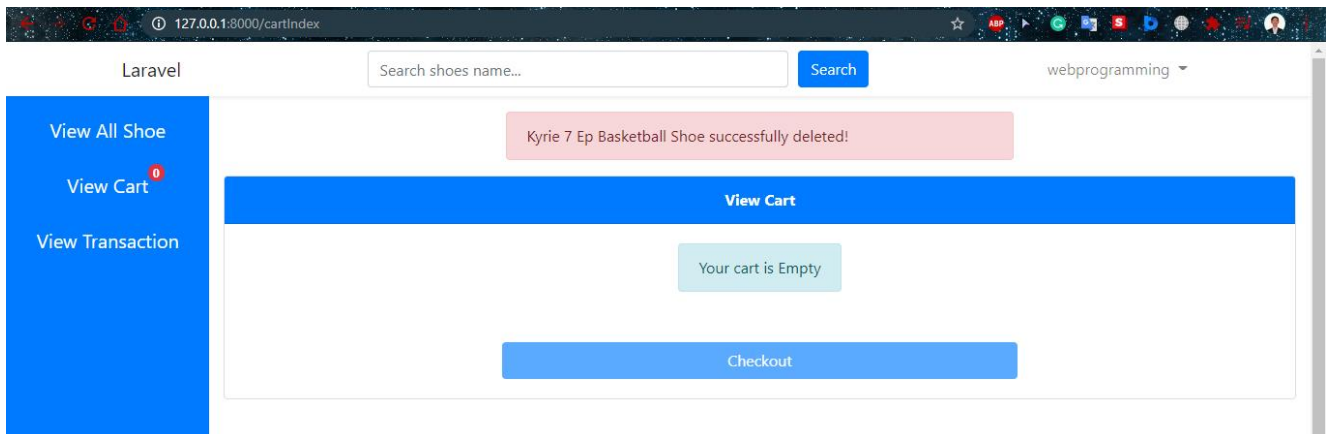 127.0.0.1:8000/cartIndex
ABP
G
S
Laravel
Search shoes name...
Search
webprogramming
View All Shoe
Kyrie 7 Ep Basketball Shoe successfully deleted!
View Cart
0
View Cart
View Transaction
Your cart is Empty
Checkout